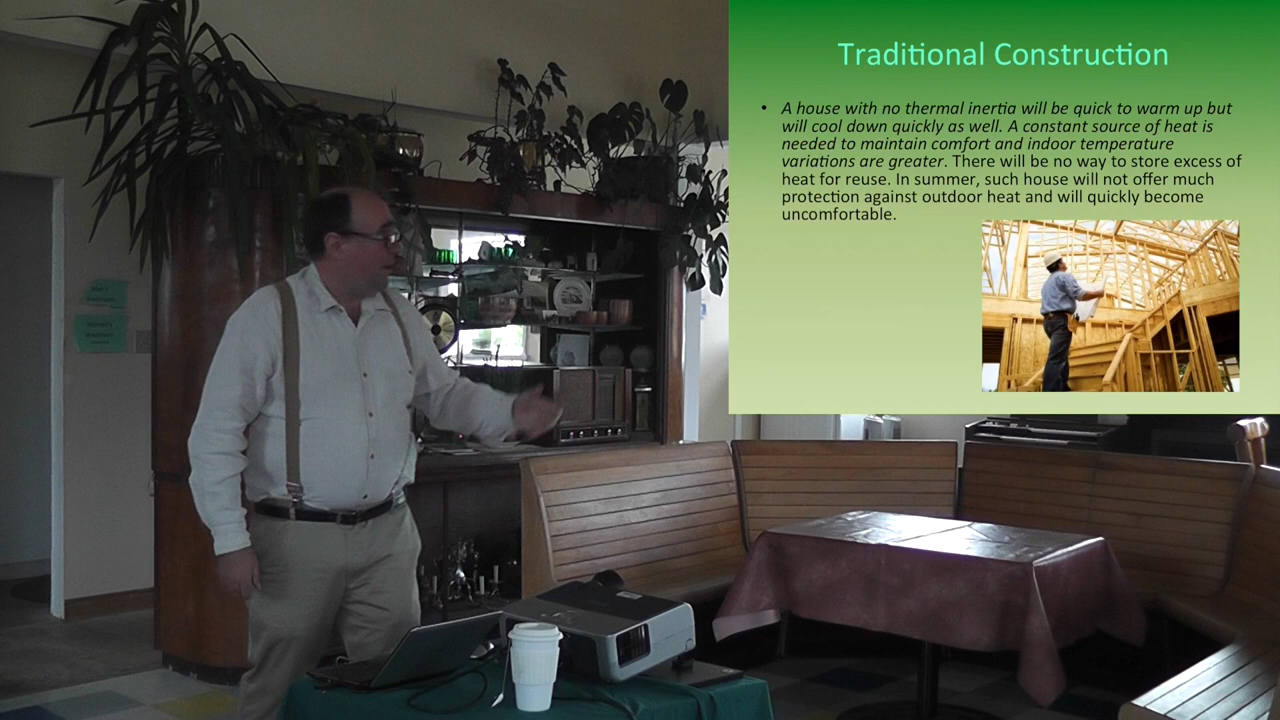 Traditional Construction
• A house with no thermal inertia will be quick to warm up but
will cool down quickly as well. A constant source of heat is
needed to maintain comfort and indoor temperature
variations are greater. There will be no way to store excess of
heat for reuse. In summer, such house will not offer much
protection against outdoor heat and will quickly become
uncomfortable.